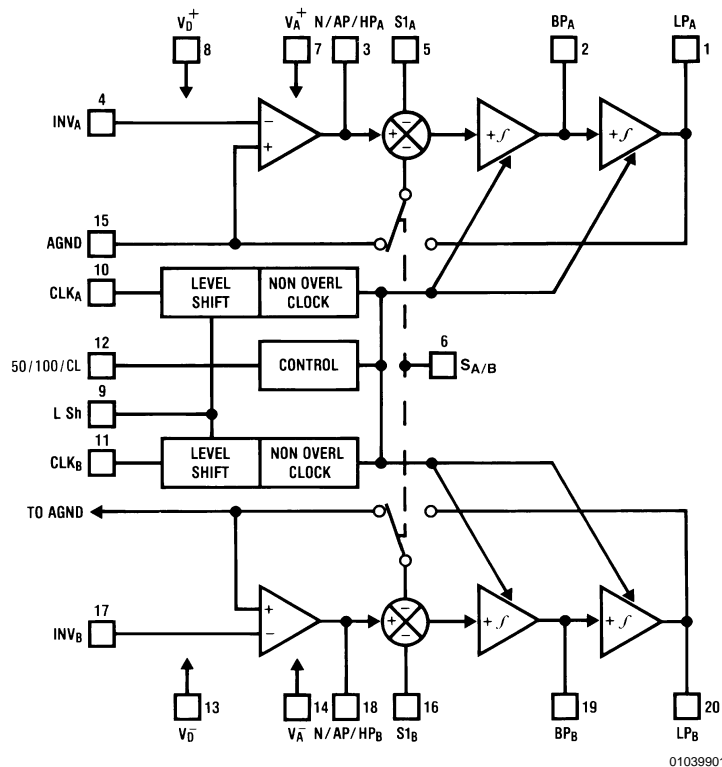 V_D^+ V_A^+ N/AP/HP_A S1_A BP_A LP_A
8 7 3 5 2 1
4
INV_A
−
+
+ − −
+∫
+∫
15
AGND
10
CLK_A
LEVEL SHIFT
NON OVERL CLOCK
12
50/100/CL
CONTROL
6
S_A/B
9
L Sh
11
CLK_B
LEVEL SHIFT
NON OVERL CLOCK
TO AGND
17
INV_B
+
−
+ − −
+∫
+∫
13 14 18 16 19 20
V_D^− V_A^− N/AP/HP_B S1_B BP_B LP_B
01039901